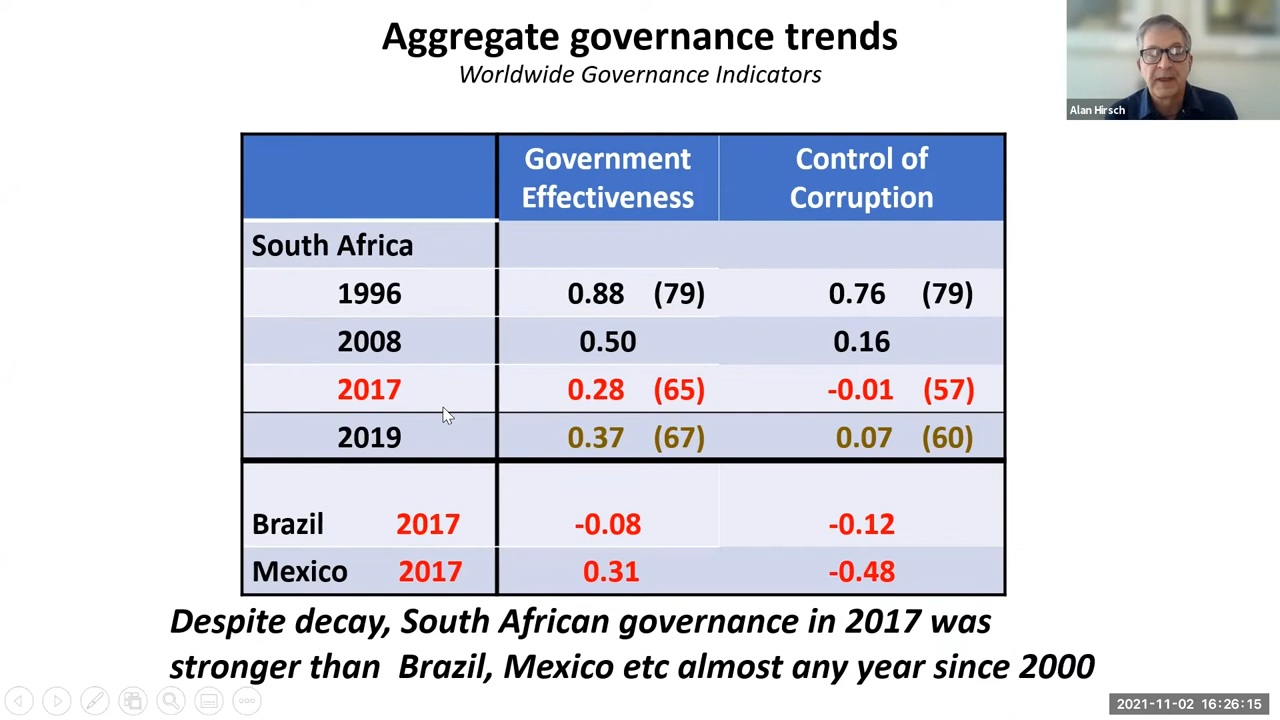 Aggregate governance trends
Worldwide Governance Indicators
Alan Hirsch
Government Effectiveness
Control of Corruption
South Africa
1996 0.88 (79) 0.76 (79)
2008 0.50 0.16
2017 0.28 (65) -0.01 (57)
2019 0.37 (67) 0.07 (60)
Brazil 2017 -0.08 -0.12
Mexico 2017 0.31 -0.48
Despite decay, South African governance in 2017 was
stronger than Brazil, Mexico etc almost any year since 2000
2021-11-02 16:26:15